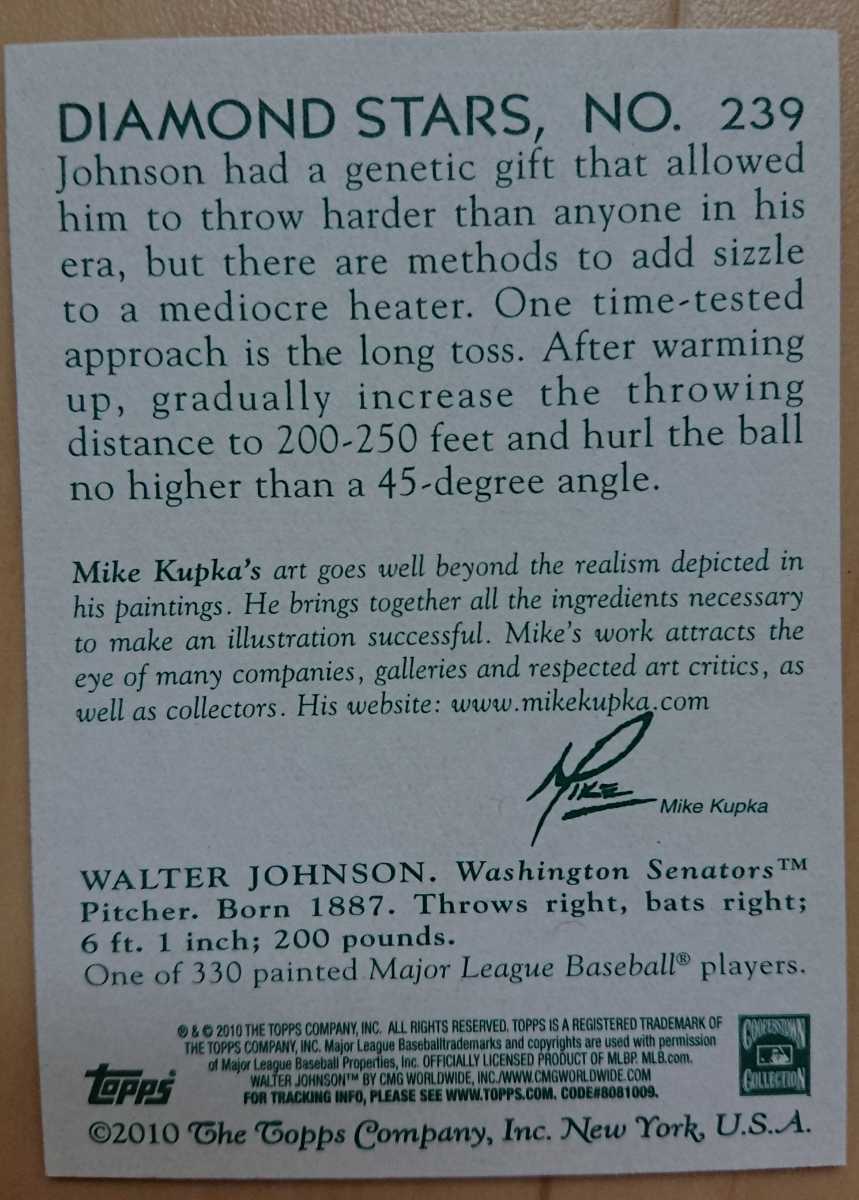 DIAMOND STARS, NO. 239
Johnson had a genetic gift that allowed
him to throw harder than anyone in his
era, but there are methods to add sizzle
to a mediocre heater. One time-tested
approach is the long toss. After warming
up, gradually increase the throwing
distance to 200-250 feet and hurl the ball
no higher than a 45-degree angle.
Mike Kupka's art goes well beyond the realism depicted in
his paintings. He brings together all the ingredients necessary
to make an illustration successful. Mike's work attracts the
eye of many companies, galleries and respected art critics, as
well as collectors. His website: www.mikekupka.com
MIKE
Mike Kupka
WALTER JOHNSON. Washington Senators™
Pitcher. Born 1887. Throws right, bats right;
6 ft. 1 inch; 200 pounds.
One of 330 painted Major League Baseball® players.
® & © 2010 THE TOPPS COMPANY, INC. ALL RIGHTS RESERVED. TOPPS IS A REGISTERED TRADEMARK OF
THE TOPPS COMPANY, INC. Major League Baseballtrademarks and copyrights are used with permission
of Major League Baseball Properties, Inc. OFFICIALLY LICENSED PRODUCT OF MLBP. MLB.com.
WALTER JOHNSON™ BY CMG WORLDWIDE, INC./WWW.CMGWORLDWIDE.COM
FOR TRACKING INFO, PLEASE SEE WWW.TOPPS.COM. CODE#8081009.
topps
COOPERSTOWN
COLLECTION
©2010 The Topps Company, Inc. New York, U.S.A.